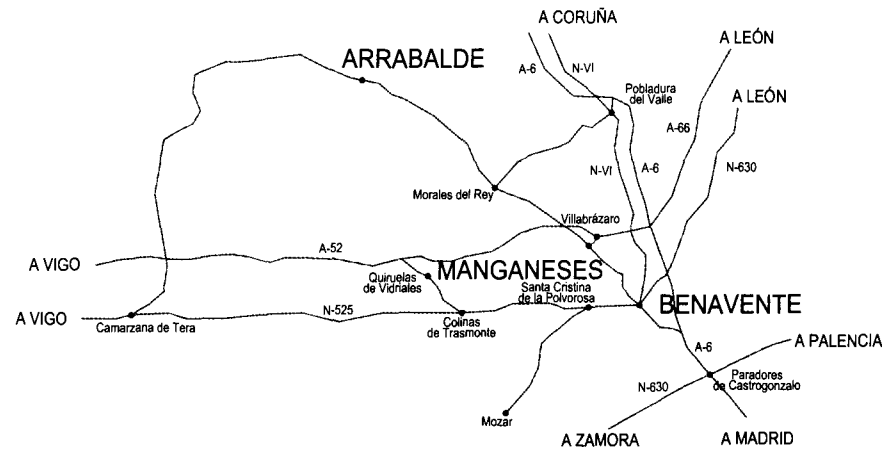 A CORUÑA
A LEÓN
ARRABALDE
A-6
N-VI
Pobladura
del Valle
A LEÓN
A-66
N-VI
A-6
N-630
Morales del Rey
Villabrázaro
A-52
A VIGO
MANGANESES
Quiruelas
de Vidriales
Santa Cristina
de la Polvorosa
BENAVENTE
N-525
A VIGO
Camarzana de Tera
Colinas
de Trasmonte
A-6
A PALENCIA
Paradores
de Castrogonzalo
N-630
Mozar
A ZAMORA
A MADRID